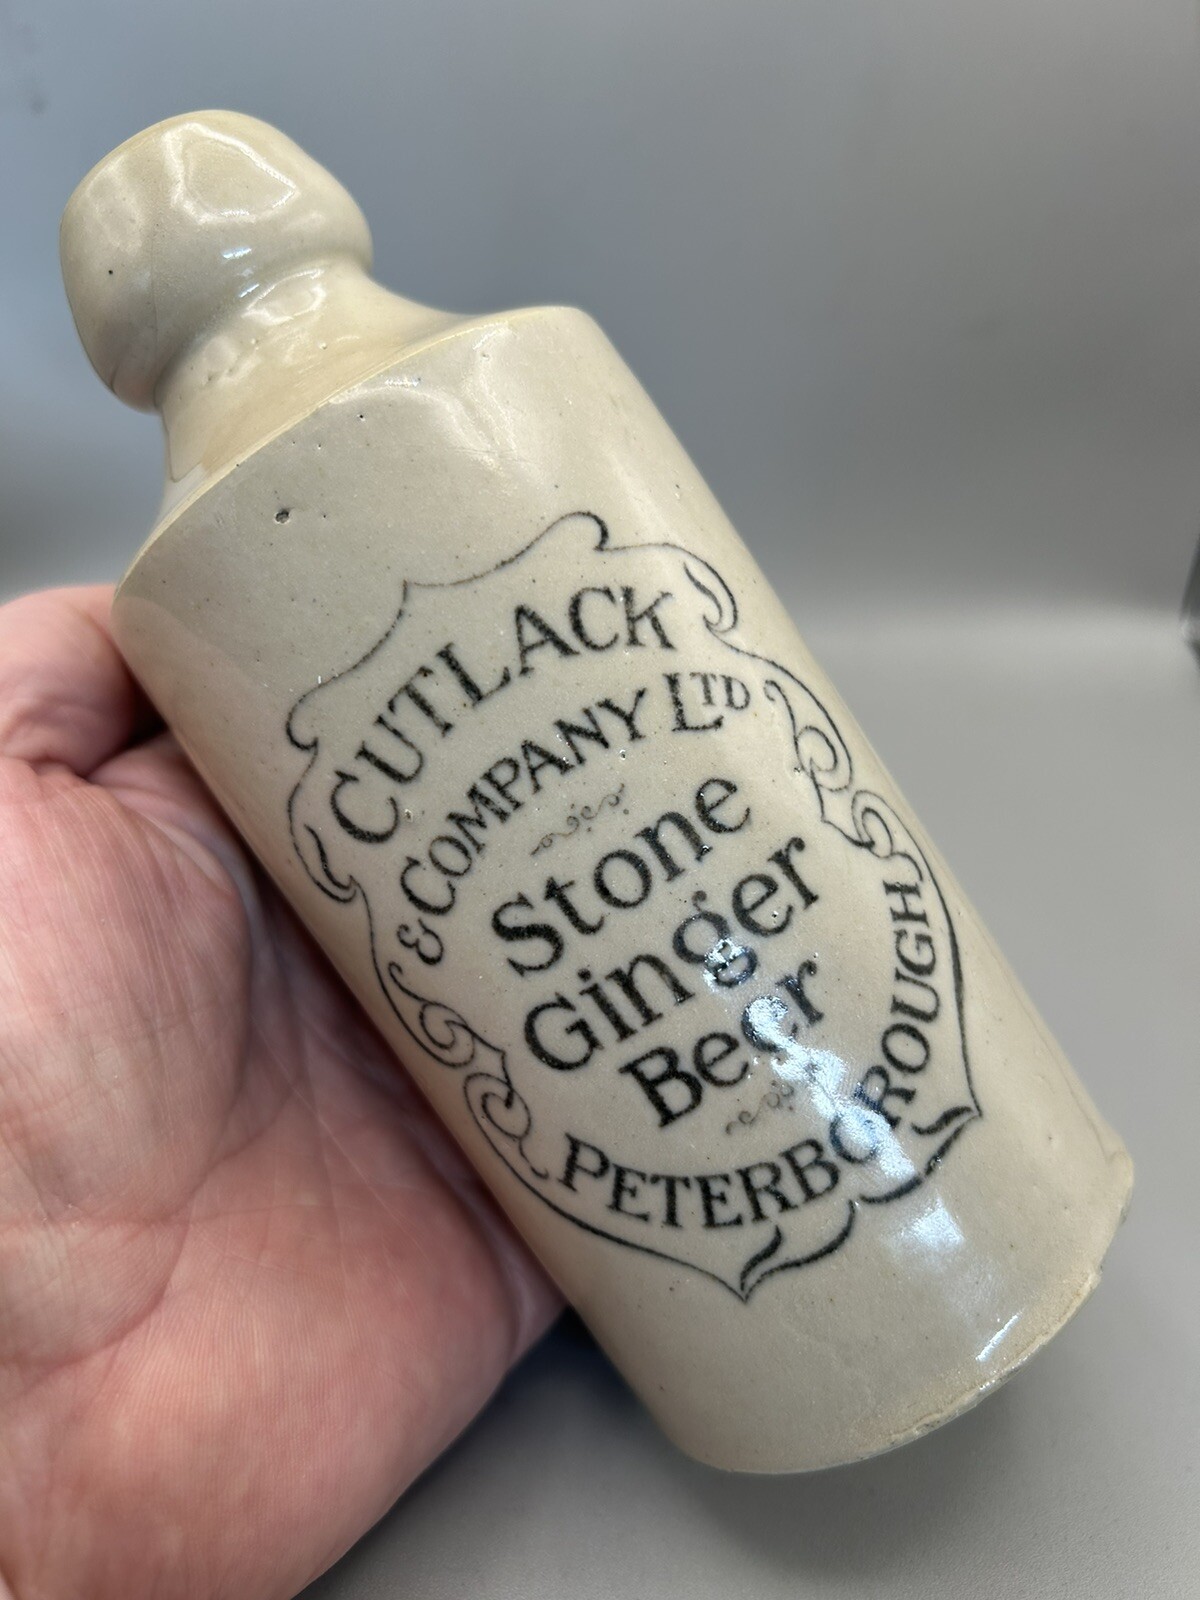 CUTLACK
& COMPANY LTD
Stone
Ginger
Beer
PETERBOROUGH